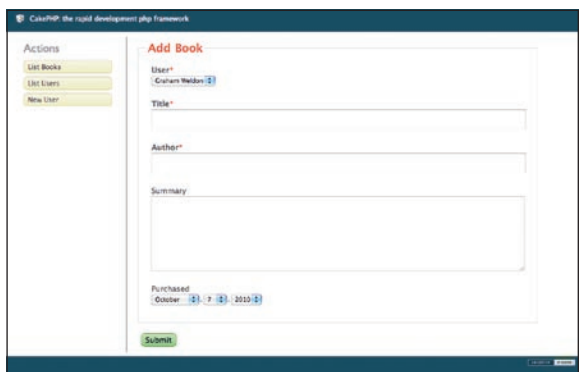 CakePHP: the rapid development php framework
Actions
List Books
List Users
New User
Add Book
User*
Graham Weldon
Title*
Author*
Summary
Purchased
October - 7 - 2010
Submit